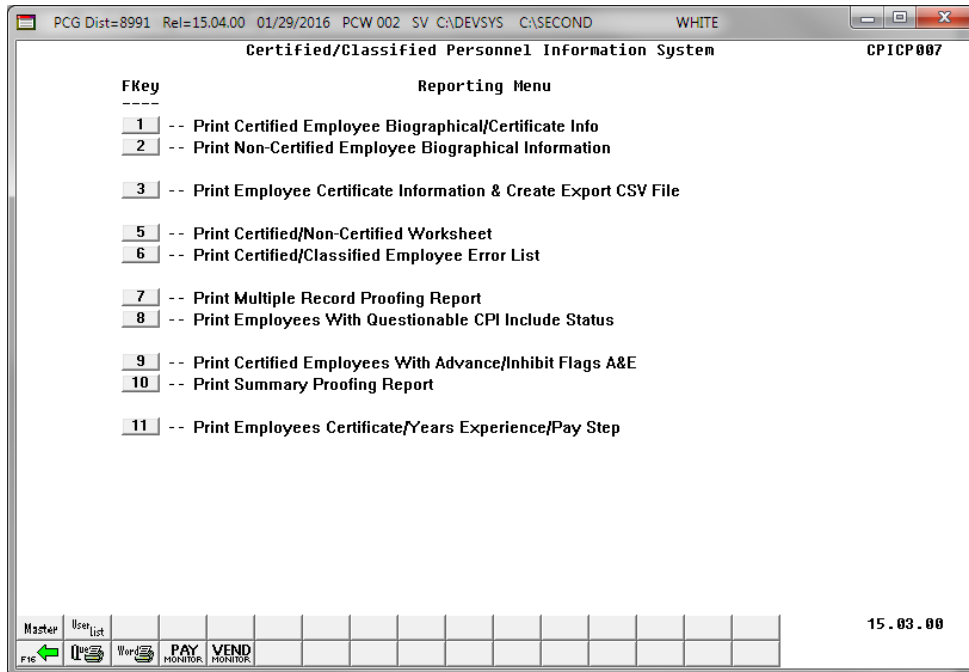 PCG Dist=8991 Rel=15.04.00 01/29/2016 PCW 002 SV C:\DEVSYS C:\SECOND WHITE
Certified/Classified Personnel Information System CPICP007
FKey Reporting Menu
----
1 -- Print Certified Employee Biographical/Certificate Info
2 -- Print Non-Certified Employee Biographical Information
3 -- Print Employee Certificate Information & Create Export CSV File
5 -- Print Certified/Non-Certified Worksheet
6 -- Print Certified/Classified Employee Error List
7 -- Print Multiple Record Proofing Report
8 -- Print Employees With Questionable CPI Include Status
9 -- Print Certified Employees With Advance/Inhibit Flags A&E
10 -- Print Summary Proofing Report
11 -- Print Employees Certificate/Years Experience/Pay Step
Master User List 15.03.00
F16 Que Word PAY MONITOR VEND MONITOR